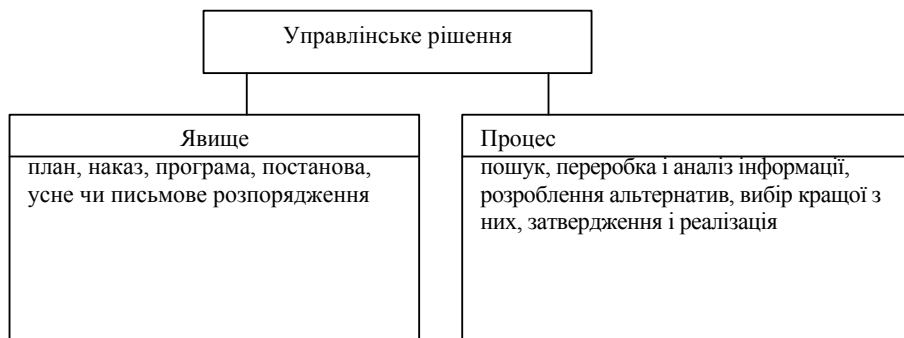 Управлінське рішення
Явище
план, наказ, програма, постанова,
усне чи письмове розпорядження
Процес
пошук, переробка і аналіз інформації,
розроблення альтернатив, вибір кращої з
них, затвердження і реалізація